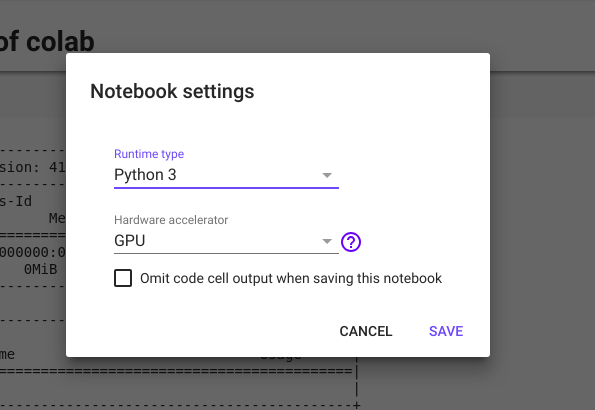 of colab
Notebook settings
sion: 41
Runtime type
s-Id
Python 3
Me
Hardware accelerator
000000:0
GPU
0MiB
Omit code cell output when saving this notebook
CANCEL
SAVE
me